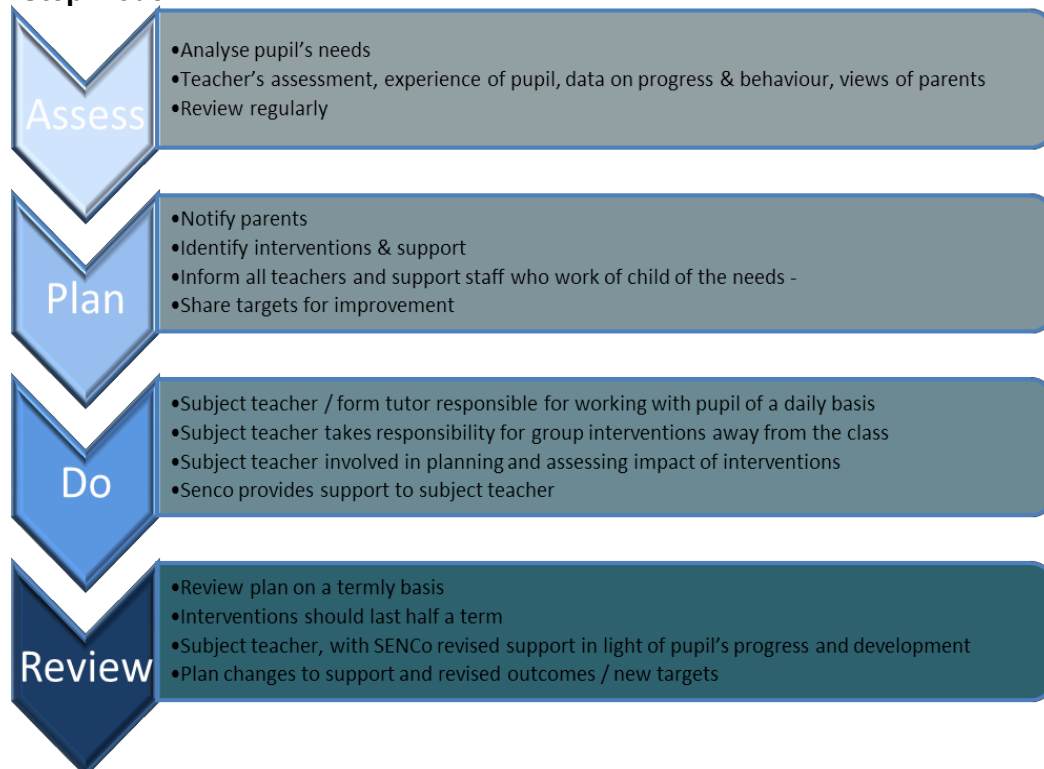 Assess
•Analyse pupil's needs
•Teacher's assessment, experience of pupil, data on progress & behaviour, views of parents
•Review regularly
Plan
•Notify parents
•Identify interventions & support
•Inform all teachers and support staff who work of child of the needs -
•Share targets for improvement
Do
•Subject teacher / form tutor responsible for working with pupil of a daily basis
•Subject teacher takes responsibility for group interventions away from the class
•Subject teacher involved in planning and assessing impact of interventions
•Senco provides support to subject teacher
Review
•Review plan on a termly basis
•Interventions should last half a term
•Subject teacher, with SENCo revised support in light of pupil's progress and development
•Plan changes to support and revised outcomes / new targets